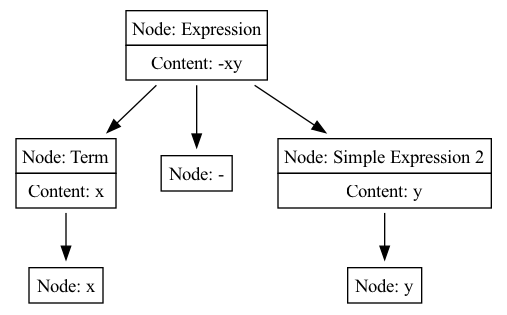 Node: Expression
Content: -xy
Node: Term
Content: x
Node: -
Node: Simple Expression 2
Content: y
Node: x
Node: y